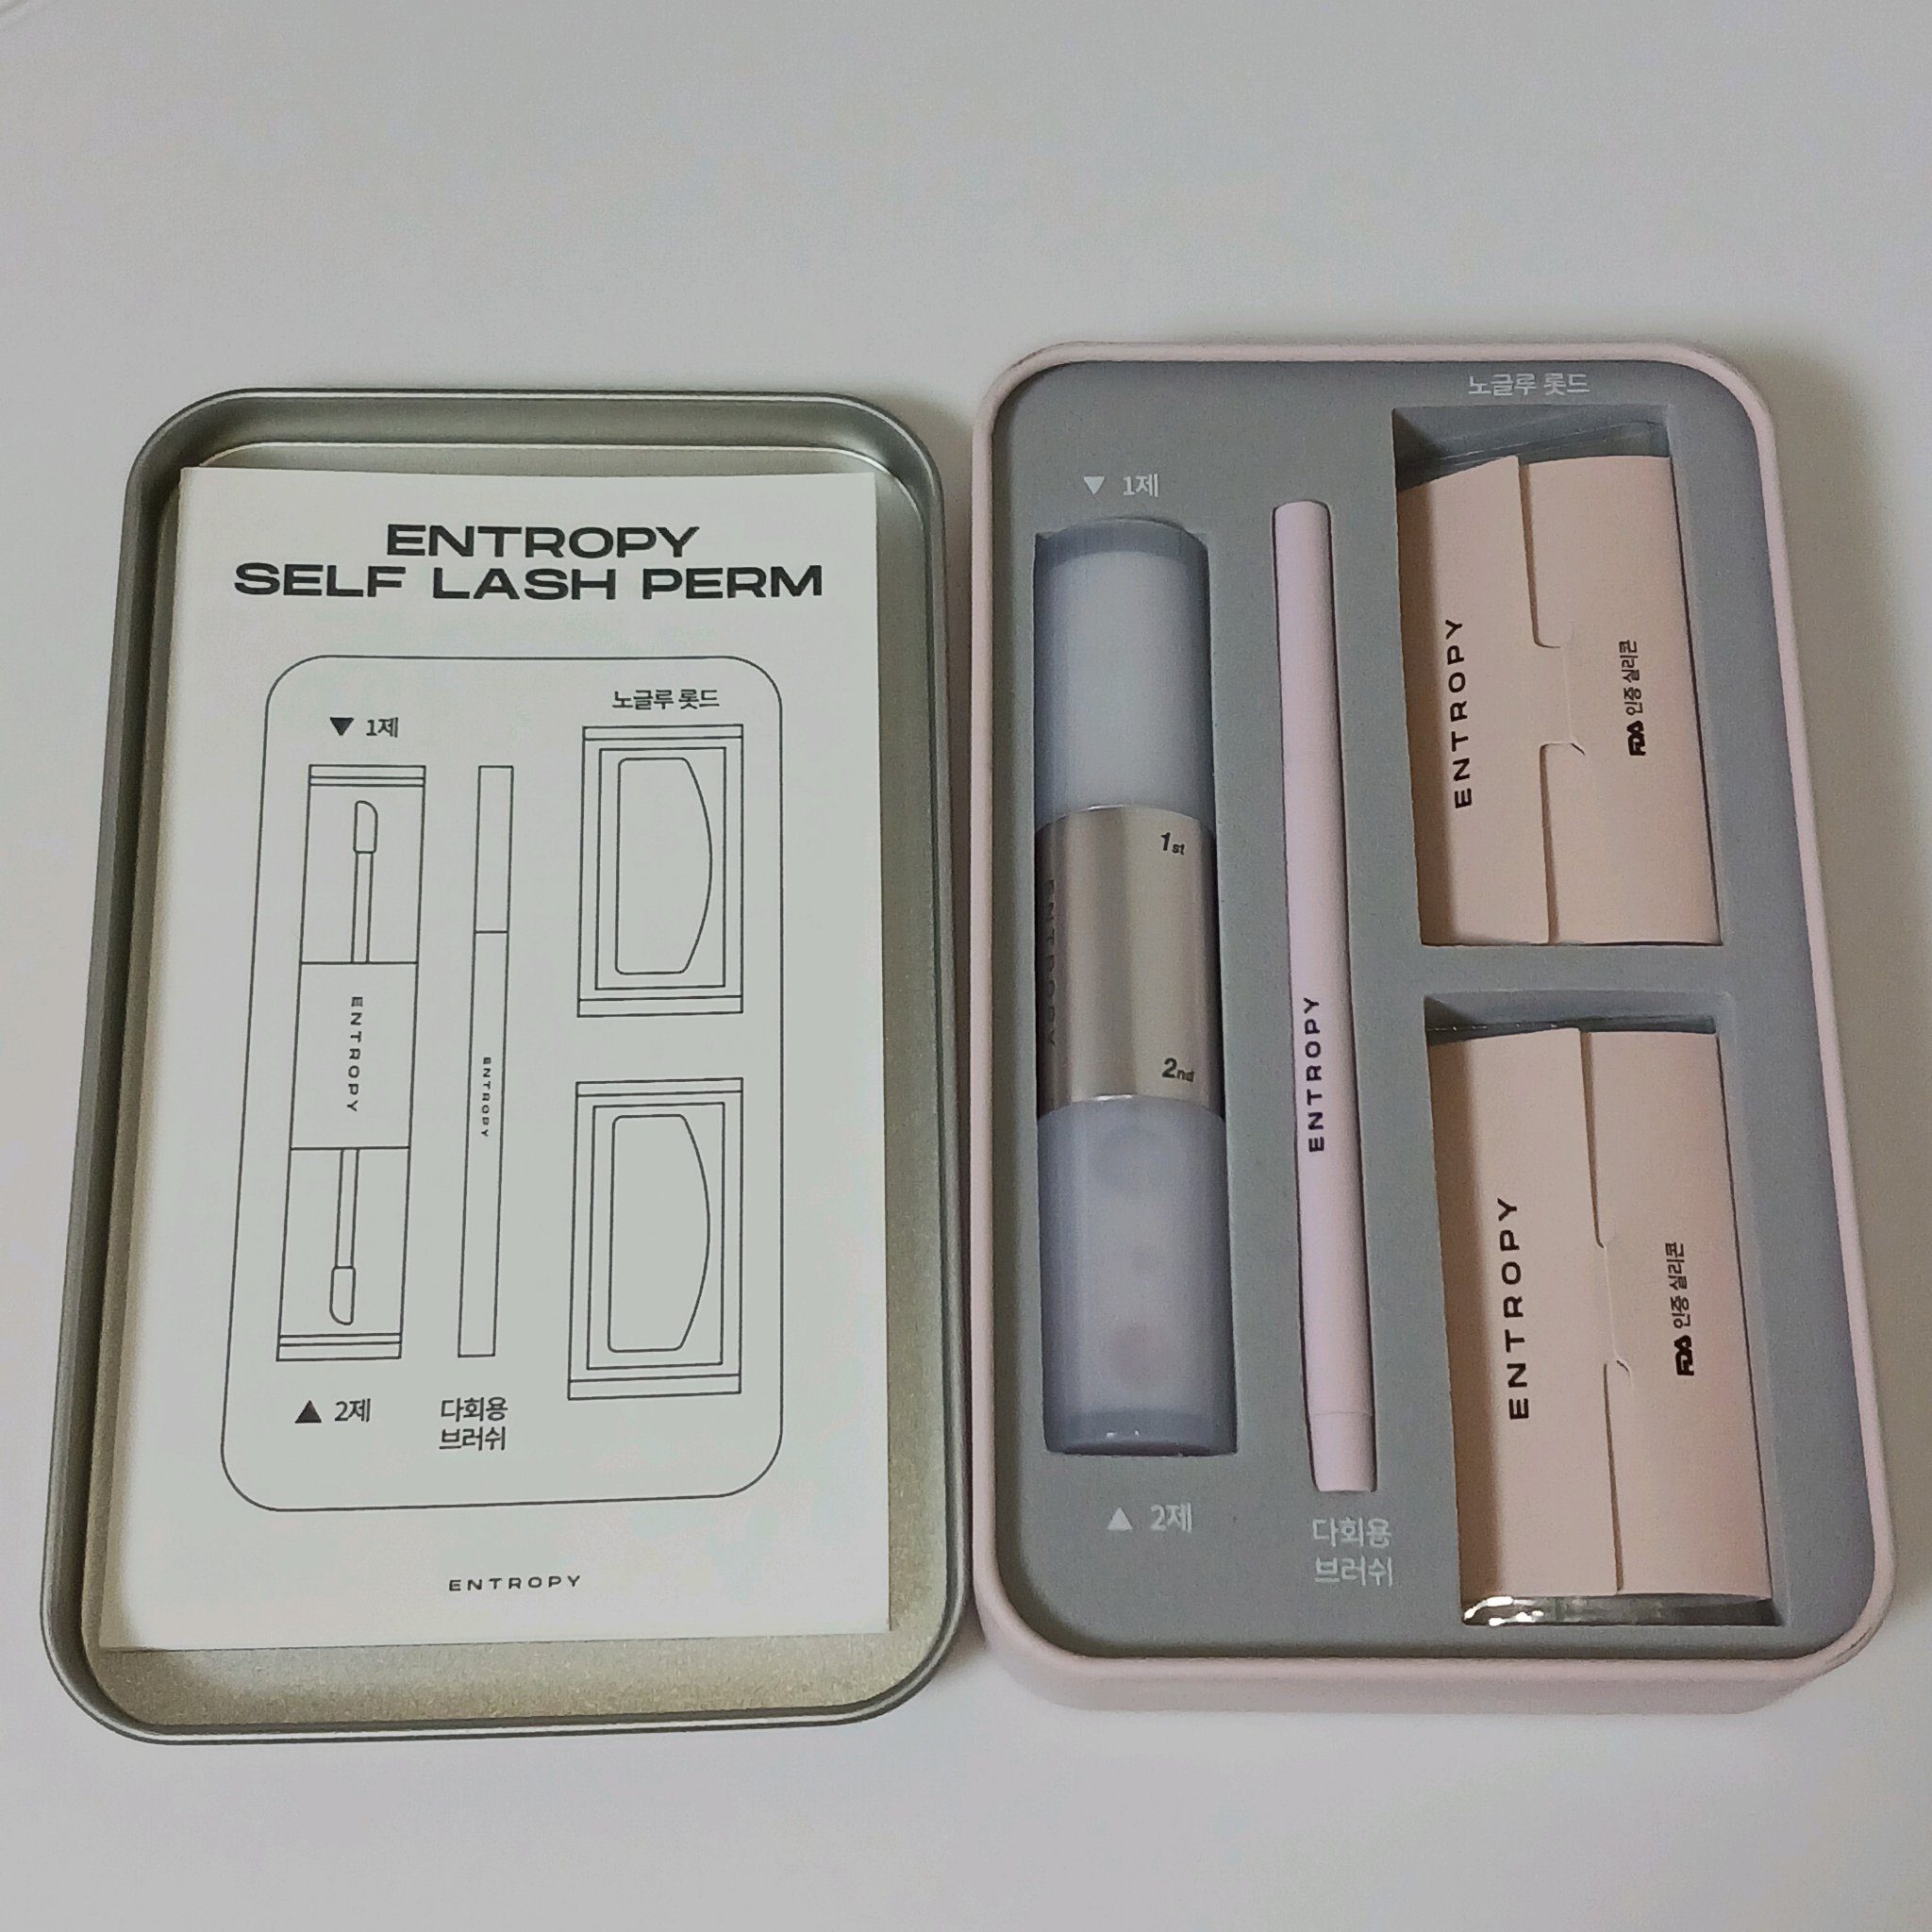 ENTROPY
SELF LASH PERM
노글루 롯드
▼ 1제
ENTROPY
ENTROPY
▲ 2제
다회용
브러쉬
ENTROPY
노글루 롯드
▼ 1제
1st
ENTROPY
2nd
ENTROPY
▲ 2제
다회용
브러쉬
ENTROPY
FDA 인증 실리콘
ENTROPY
FDA 인증 실리콘